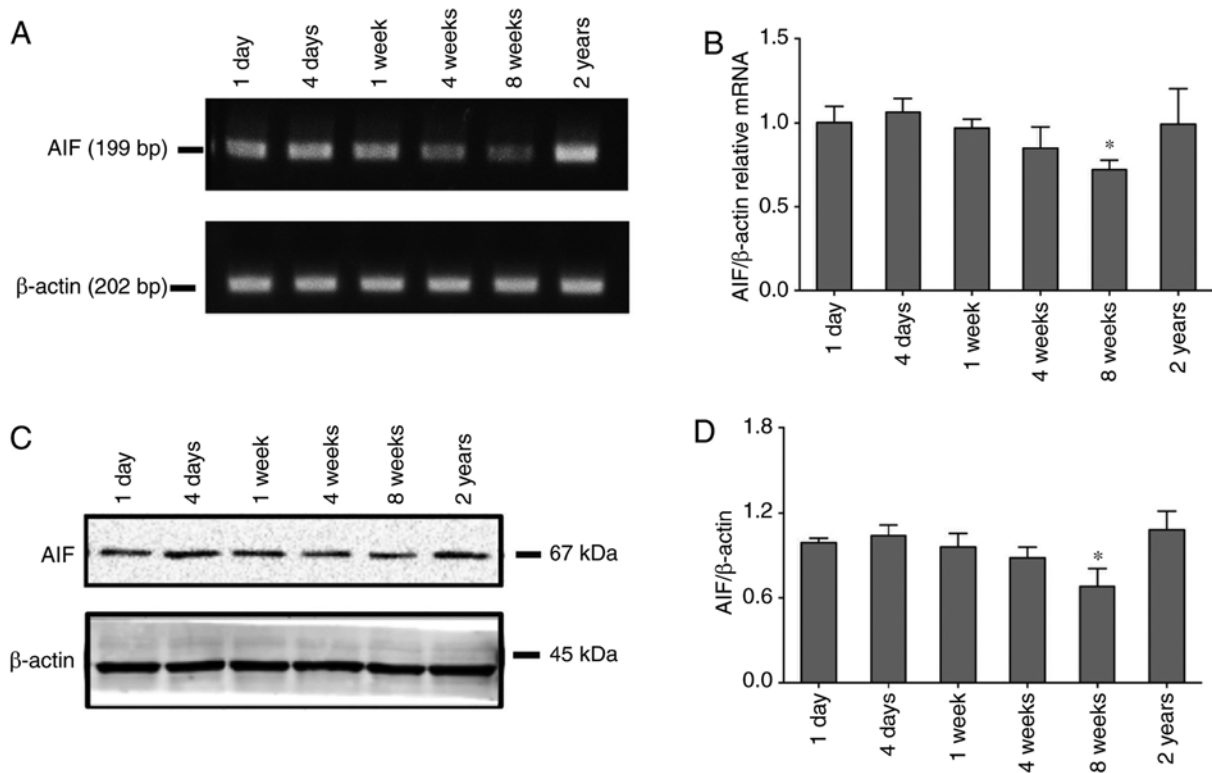 A
1 day
4 days
1 week
4 weeks
8 weeks
2 years
AIF (199 bp)
β-actin (202 bp)
B
AIF/β-actin relative mRNA
1.5
1.0
0.5
0.0
*
1 day
4 days
1 week
4 weeks
8 weeks
2 years
C
1 day
4 days
1 week
4 weeks
8 weeks
2 years
AIF
67 kDa
β-actin
45 kDa
D
AIF/β-actin
1.8
1.2
0.6
0.0
*
1 day
4 days
1 week
4 weeks
8 weeks
2 years